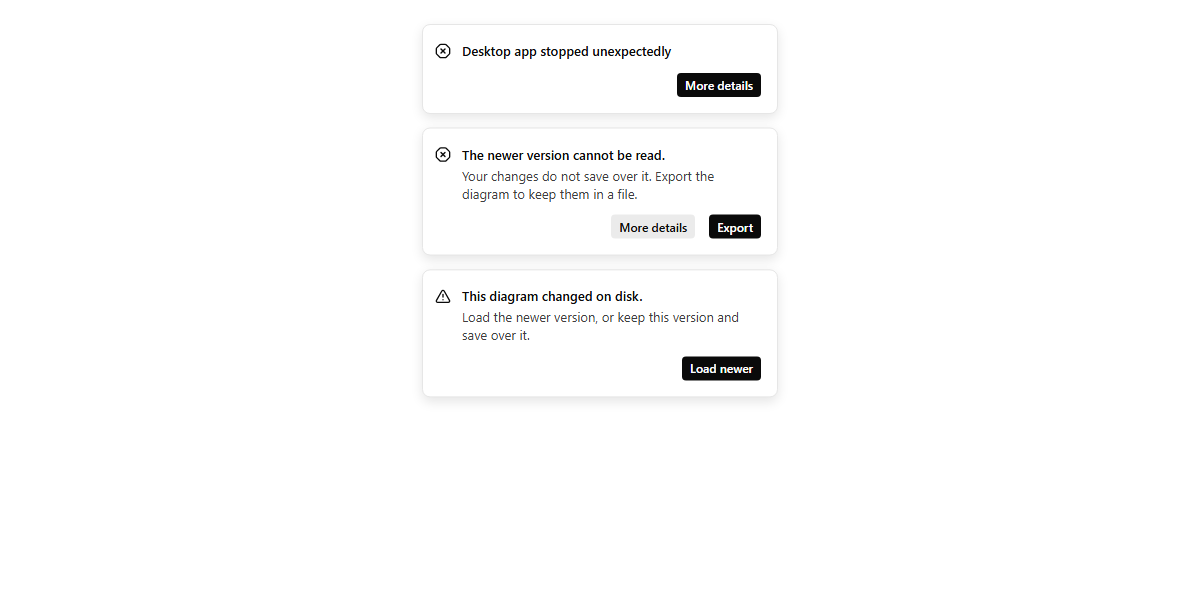 Desktop app stopped unexpectedly
More details
The newer version cannot be read.
Your changes do not save over it. Export the
diagram to keep them in a file.
More details
Export
This diagram changed on disk.
Load the newer version, or keep this version and
save over it.
Load newer